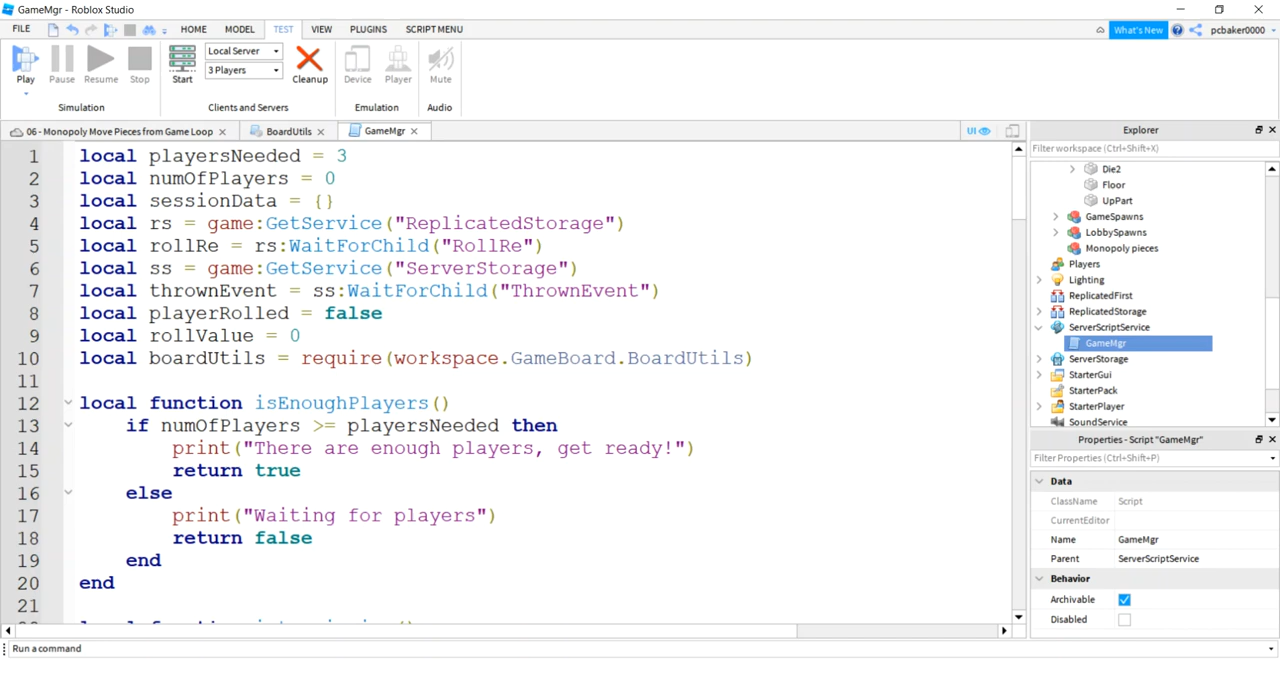 GameMgr - Roblox Studio
FILE HOME MODEL TEST VIEW PLUGINS SCRIPT MENU What's New pcbaker0000
Play Pause Resume Stop Start Local Server 3 Players Cleanup Device Player Mute
Simulation Clients and Servers Emulation Audio
06 - Monopoly Move Pieces from Game Loop BoardUtils GameMgr UI
1 local playersNeeded = 3
2 local numOfPlayers = 0
3 local sessionData = {}
4 local rs = game:GetService("ReplicatedStorage")
5 local rollRe = rs:WaitForChild("RollRe")
6 local ss = game:GetService("ServerStorage")
7 local thrownEvent = ss:WaitForChild("ThrownEvent")
8 local playerRolled = false
9 local rollValue = 0
10 local boardUtils = require(workspace.GameBoard.BoardUtils)
11
12 local function isEnoughPlayers()
13 if numOfPlayers >= playersNeeded then
14 print("There are enough players, get ready!")
15 return true
16 else
17 print("Waiting for players")
18 return false
19 end
20 end
21
Explorer
Filter workspace (Ctrl+Shift+X)
Die2
Floor
UpPart
GameSpawns
LobbySpawns
Monopoly pieces
Players
Lighting
ReplicatedFirst
ReplicatedStorage
ServerScriptService
GameMgr
ServerStorage
StarterGui
StarterPack
StarterPlayer
SoundService
Properties - Script "GameMgr"
Filter Properties (Ctrl+Shift+P)
Data
ClassName Script
CurrentEditor
Name GameMgr
Parent ServerScriptService
Behavior
Archivable
Disabled
Run a command